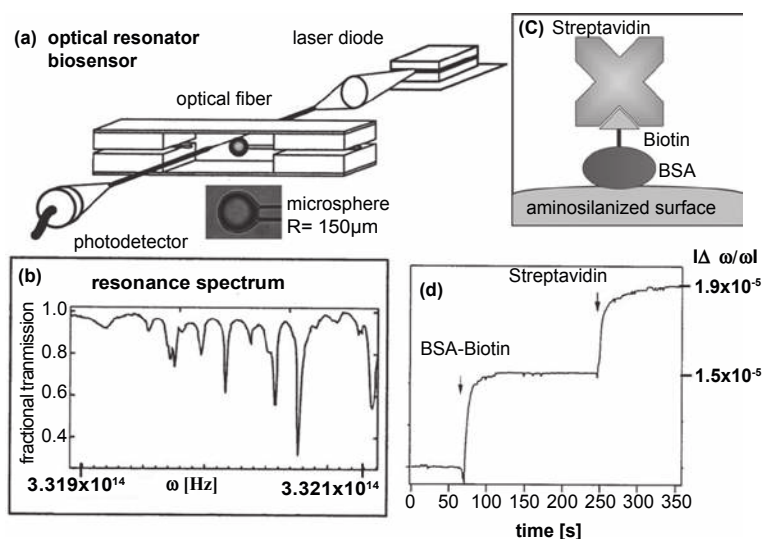 (a) optical resonator
biosensor
laser diode
optical fiber
microsphere
R= 150µm
photodetector
(C)
Streptavidin
Biotin
BSA
aminosilanized surface
(b) resonance spectrum
fractional tranmission
1.0
0.8
0.6
0.4
3.319x10¹⁴
ω [Hz]
3.321x10¹⁴
(d)
|Δ ω/ω|
Streptavidin
1.9x10⁻⁵
BSA-Biotin
1.5x10⁻⁵
0 50 100 150 200 250 300 350
time [s]